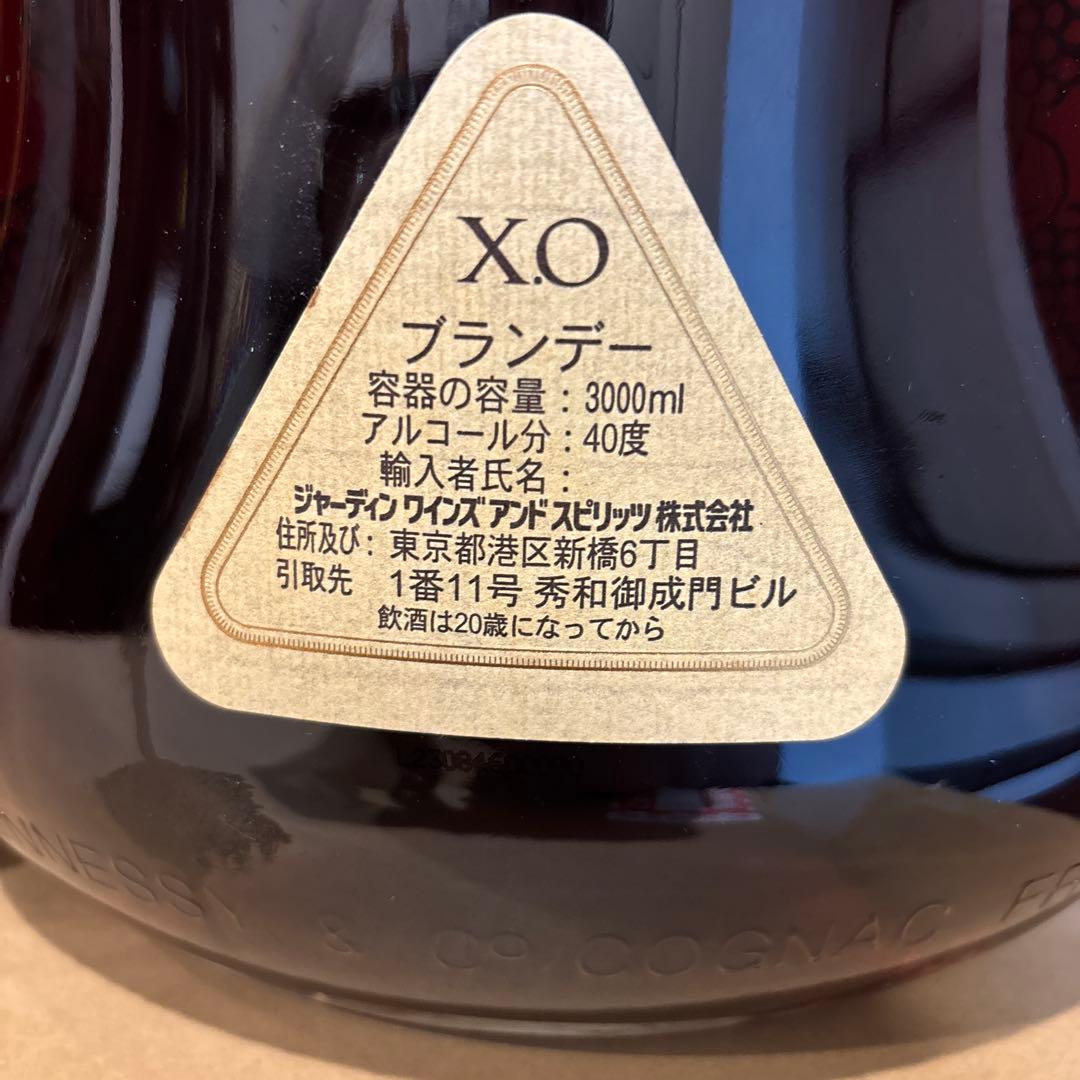 X.O
ブランデー
容器の容量：3000ml
アルコール分：40度
輸入者氏名：
ジャーディン ワインズ アンド スピリッツ 株式会社
住所及び：東京都港区新橋6丁目
引取先 1番11号 秀和御成門ビル
飲酒は20歳になってから
NNESSY & Co COGNAC FR